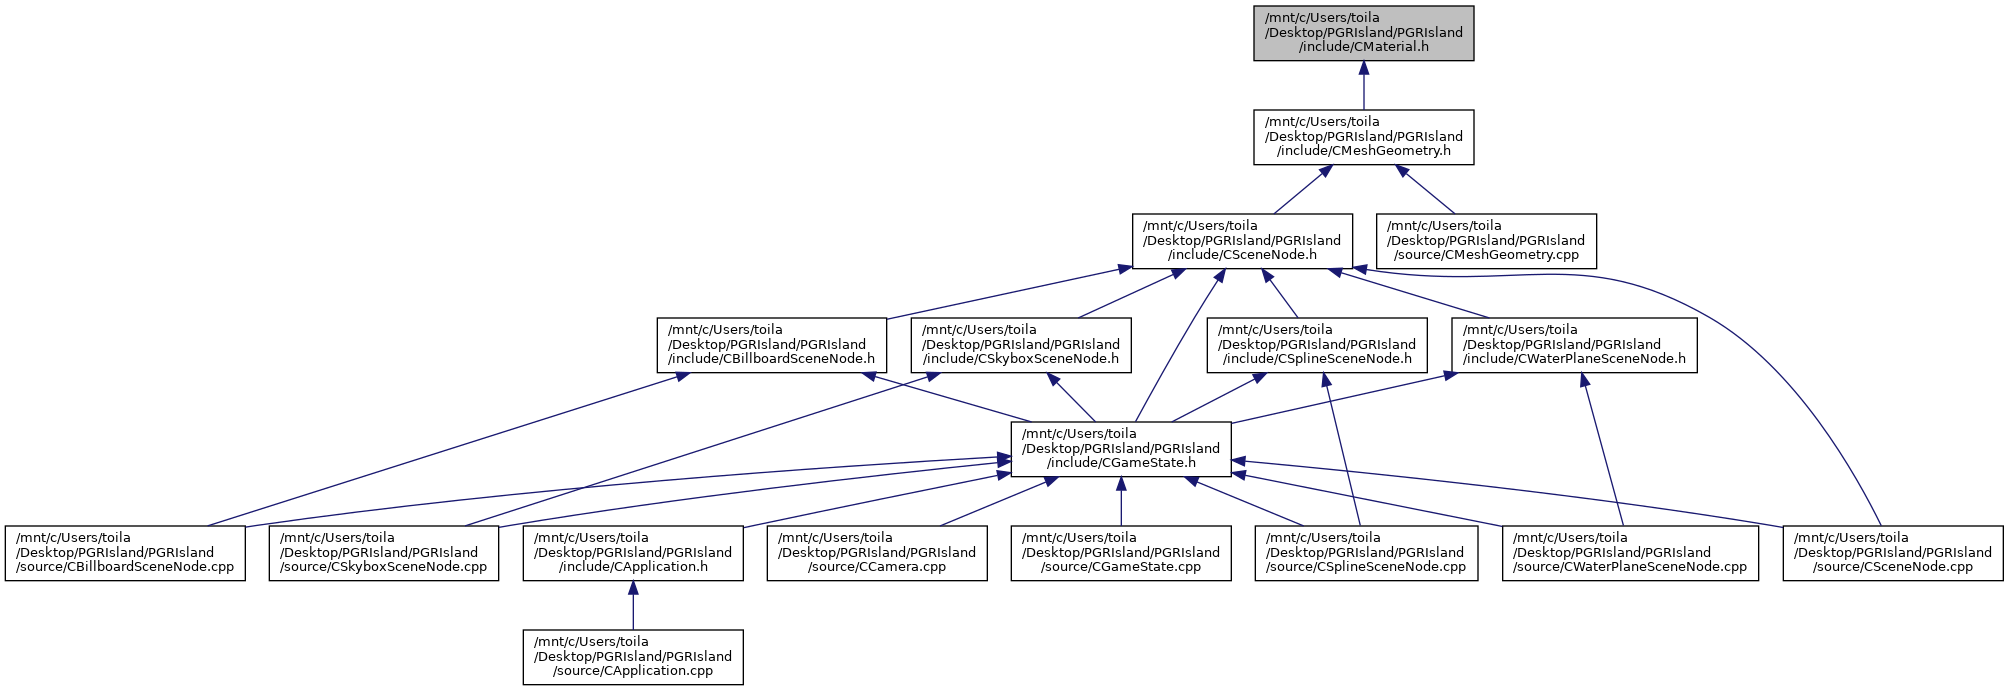 /mnt/c/Users/toila
/Desktop/PGRIsland/PGRIsland
/include/CMaterial.h
/mnt/c/Users/toila
/Desktop/PGRIsland/PGRIsland
/include/CMeshGeometry.h
/mnt/c/Users/toila
/Desktop/PGRIsland/PGRIsland
/include/CSceneNode.h
/mnt/c/Users/toila
/Desktop/PGRIsland/PGRIsland
/source/CMeshGeometry.cpp
/mnt/c/Users/toila
/Desktop/PGRIsland/PGRIsland
/include/CBillboardSceneNode.h
/mnt/c/Users/toila
/Desktop/PGRIsland/PGRIsland
/include/CSkyboxSceneNode.h
/mnt/c/Users/toila
/Desktop/PGRIsland/PGRIsland
/include/CSplineSceneNode.h
/mnt/c/Users/toila
/Desktop/PGRIsland/PGRIsland
/include/CWaterPlaneSceneNode.h
/mnt/c/Users/toila
/Desktop/PGRIsland/PGRIsland
/include/CGameState.h
/mnt/c/Users/toila
/Desktop/PGRIsland/PGRIsland
/source/CBillboardSceneNode.cpp
/mnt/c/Users/toila
/Desktop/PGRIsland/PGRIsland
/source/CSkyboxSceneNode.cpp
/mnt/c/Users/toila
/Desktop/PGRIsland/PGRIsland
/include/CApplication.h
/mnt/c/Users/toila
/Desktop/PGRIsland/PGRIsland
/source/CCamera.cpp
/mnt/c/Users/toila
/Desktop/PGRIsland/PGRIsland
/source/CGameState.cpp
/mnt/c/Users/toila
/Desktop/PGRIsland/PGRIsland
/source/CSplineSceneNode.cpp
/mnt/c/Users/toila
/Desktop/PGRIsland/PGRIsland
/source/CWaterPlaneSceneNode.cpp
/mnt/c/Users/toila
/Desktop/PGRIsland/PGRIsland
/source/CSceneNode.cpp
/mnt/c/Users/toila
/Desktop/PGRIsland/PGRIsland
/source/CApplication.cpp